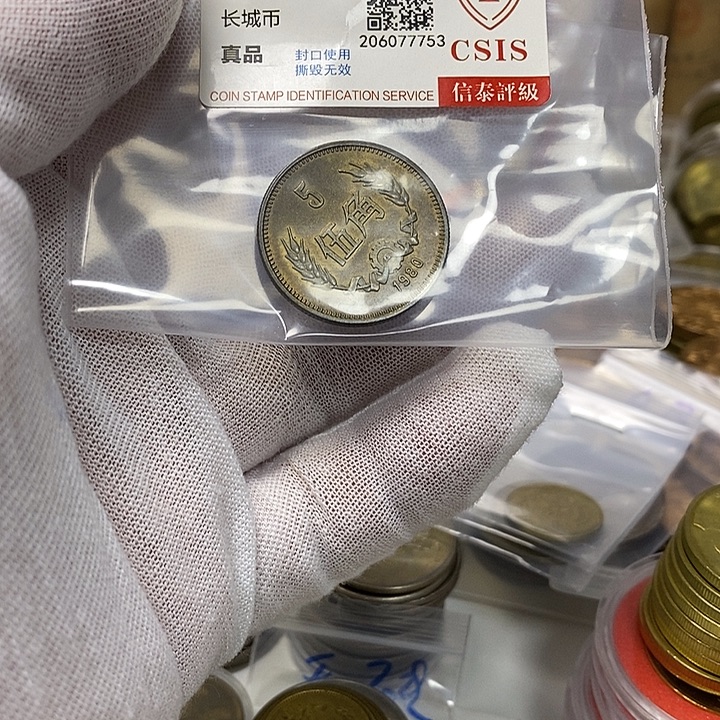 长城币
真品
封口使用
撕毁无效
206077753
CSIS
COIN STAMP IDENTIFICATION SERVICE
信泰評級
5
伍角
1980